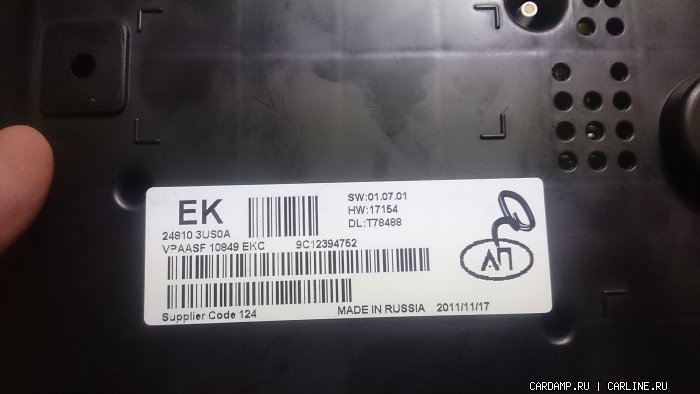 EK
SW:01.07.01
HW:17154
DL:T78488
24810 3US0A
VPAASF 10849 EKC 9C12394752
Supplier Code 124 MADE IN RUSSIA 2011/11/17
CARDAMP.RU | CARLINE.RU